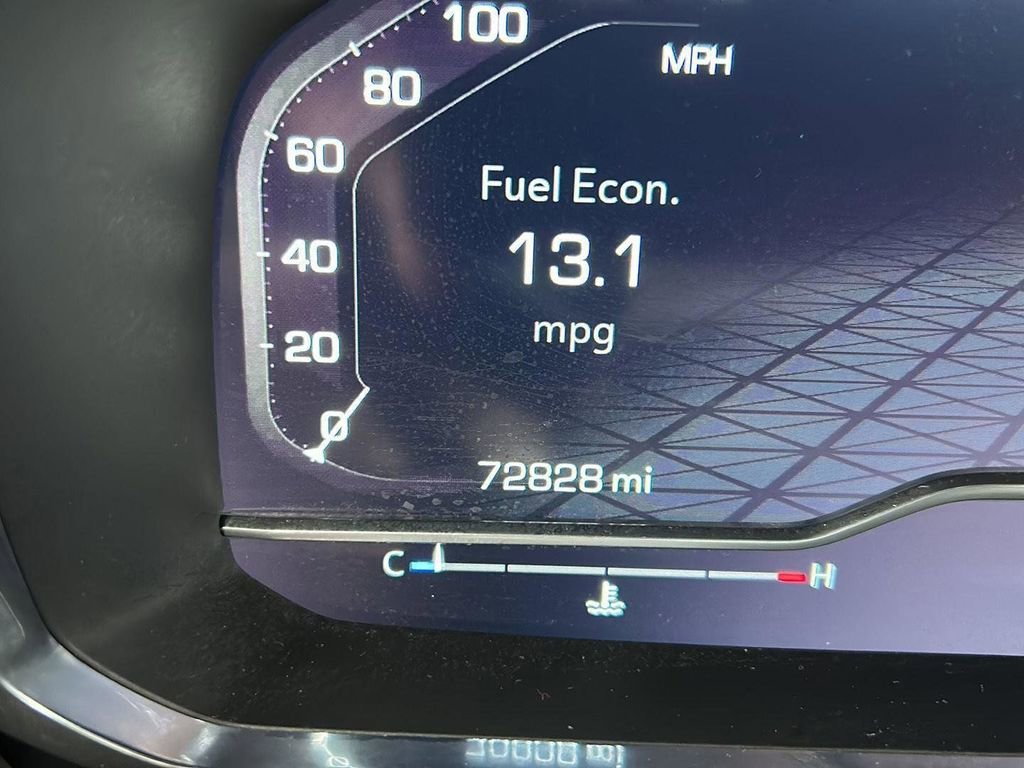 100
MPH
80
60
Fuel Econ.
40
13.1
mpg
20
0
72828 mi
C H